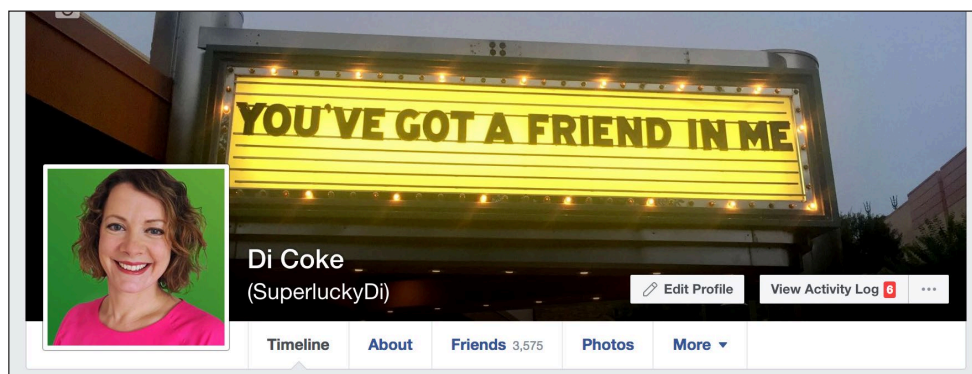 YOU'VE GOT A FRIEND IN ME
Di Coke
(SuperluckyDi)
Edit Profile
View Activity Log 6
Timeline About Friends 3,575 Photos More